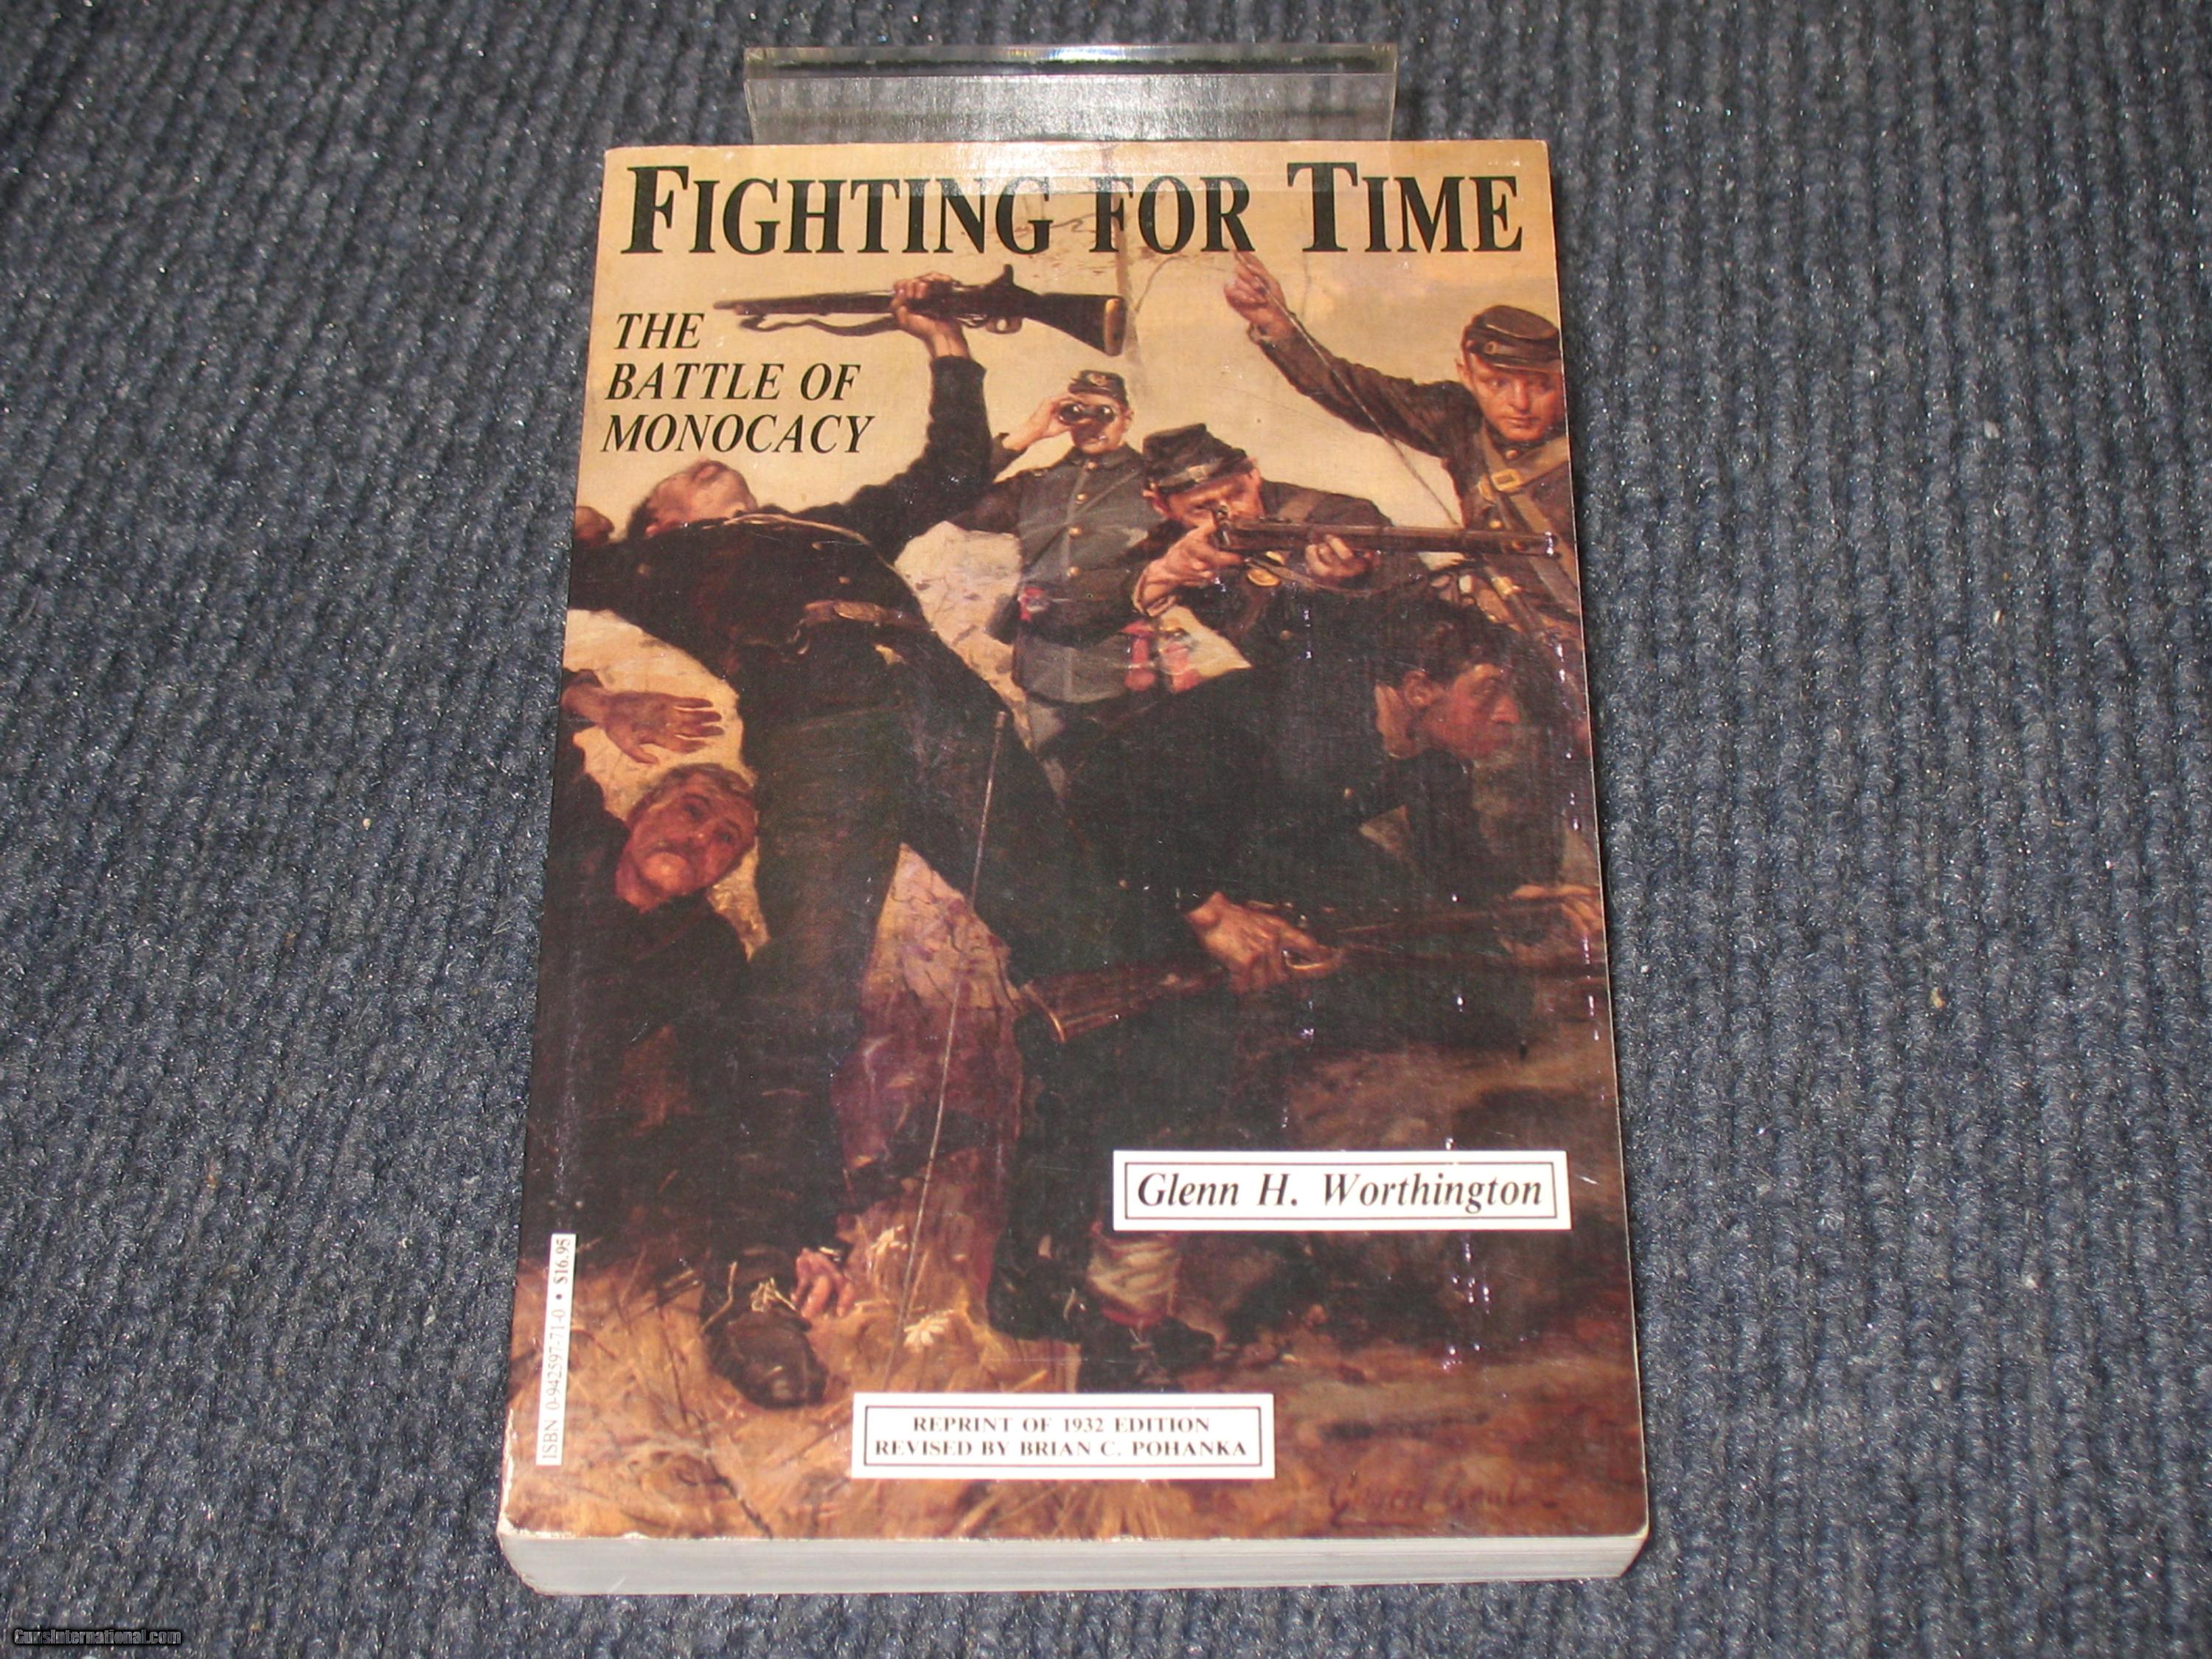 FIGHTING FOR TIME
THE
BATTLE OF
MONOCACY
Glenn H. Worthington
ISBN 0-942597-71-0 • $16.95
REPRINT OF 1932 EDITION
REVISED BY BRIAN C. POHANKA
GunsInternational.com